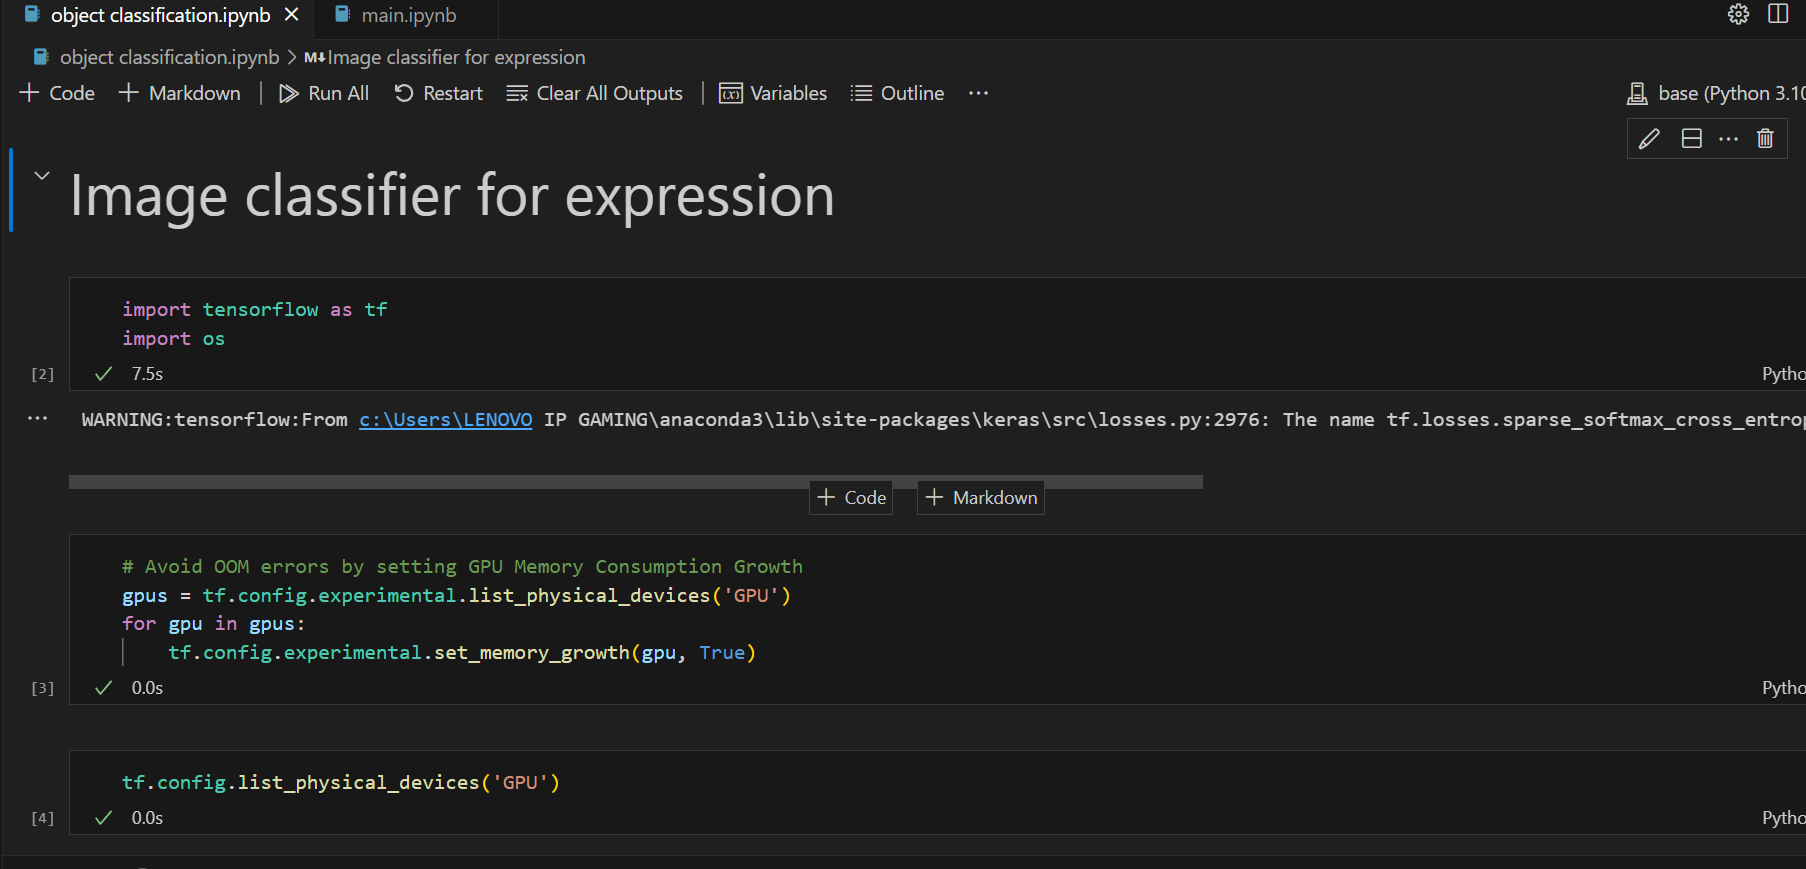 object classification.ipynb
main.ipynb
object classification.ipynb > M↓Image classifier for expression
+ Code + Markdown Run All Restart Clear All Outputs Variables Outline ...
base (Python 3.10
Image classifier for expression
import tensorflow as tf
import os
[2] 7.5s Pytho
... WARNING:tensorflow:From c:\Users\LENOVO IP GAMING\anaconda3\lib\site-packages\keras\src\losses.py:2976: The name tf.losses.sparse_softmax_cross_entrop
+ Code + Markdown
# Avoid OOM errors by setting GPU Memory Consumption Growth
gpus = tf.config.experimental.list_physical_devices('GPU')
for gpu in gpus:
    tf.config.experimental.set_memory_growth(gpu, True)
[3] 0.0s Pytho
tf.config.list_physical_devices('GPU')
[4] 0.0s Pytho